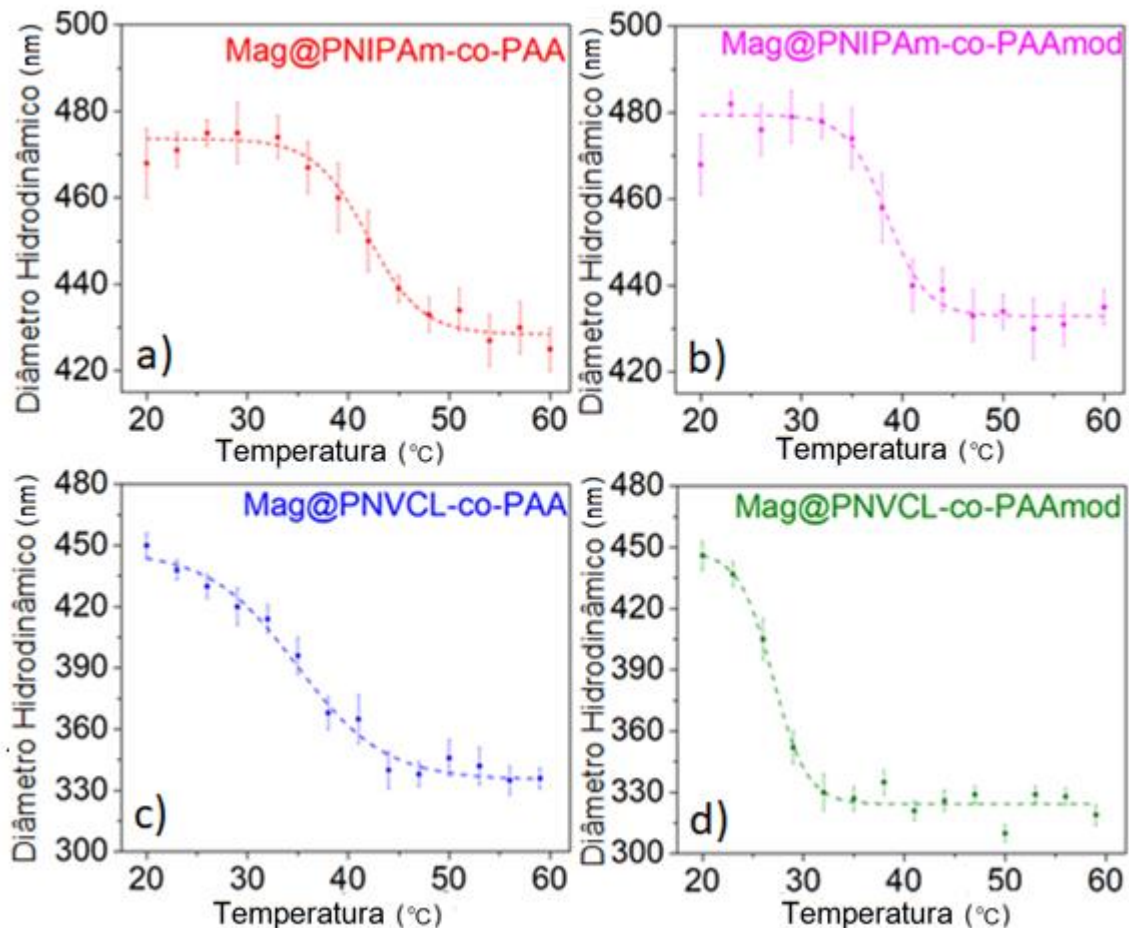 Mag@PNIPAm-co-PAA
Diâmetro Hidrodinâmico (nm)
500
480
460
440
420
a)
20 30 40 50 60
Temperatura (°C)
Mag@PNIPAm-co-PAAmod
Diâmetro Hidrodinâmico (nm)
500
480
460
440
420
b)
20 30 40 50 60
Temperatura (°C)
Mag@PNVCL-co-PAA
Diâmetro Hidrodinâmico (nm)
480
450
420
390
360
330
300
c)
20 30 40 50 60
Temperatura (°C)
Mag@PNVCL-co-PAAmod
Diâmetro Hidrodinâmico (nm)
480
450
420
390
360
330
300
d)
20 30 40 50 60
Temperatura (°C)